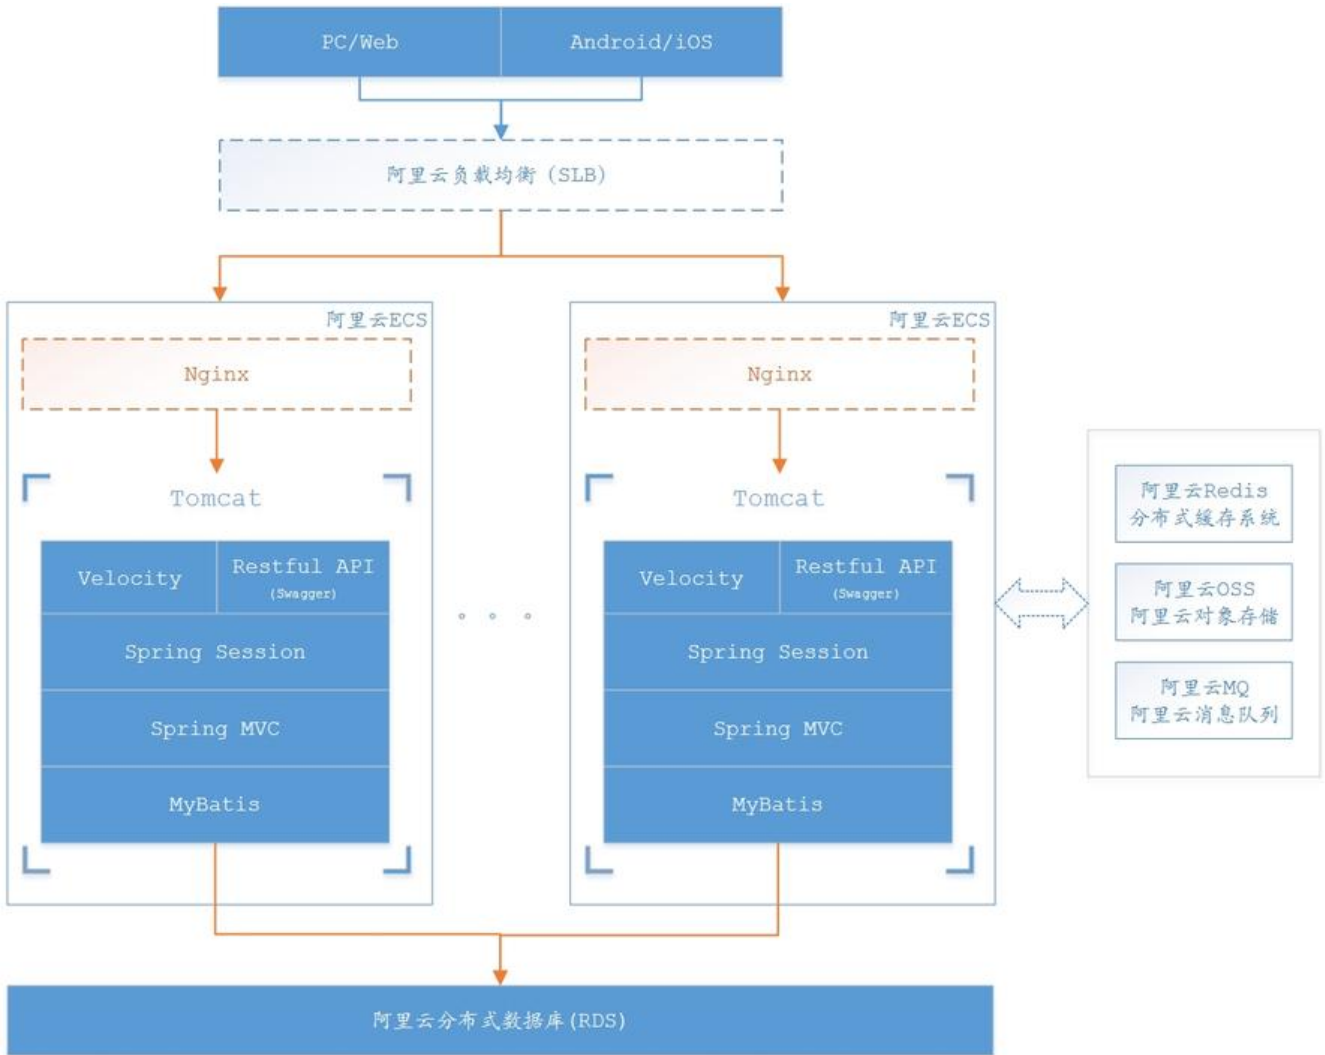 PC/Web
Android/iOS
阿里云负载均衡 (SLB)
阿里云ECS
Nginx
Tomcat
Velocity
Restful API
(Swagger)
Spring Session
Spring MVC
MyBatis
阿里云ECS
Nginx
Tomcat
Velocity
Restful API
(Swagger)
Spring Session
Spring MVC
MyBatis
阿里云Redis
分布式缓存系统
阿里云OSS
阿里云对象存储
阿里云MQ
阿里云消息队列
阿里云分布式数据库(RDS)